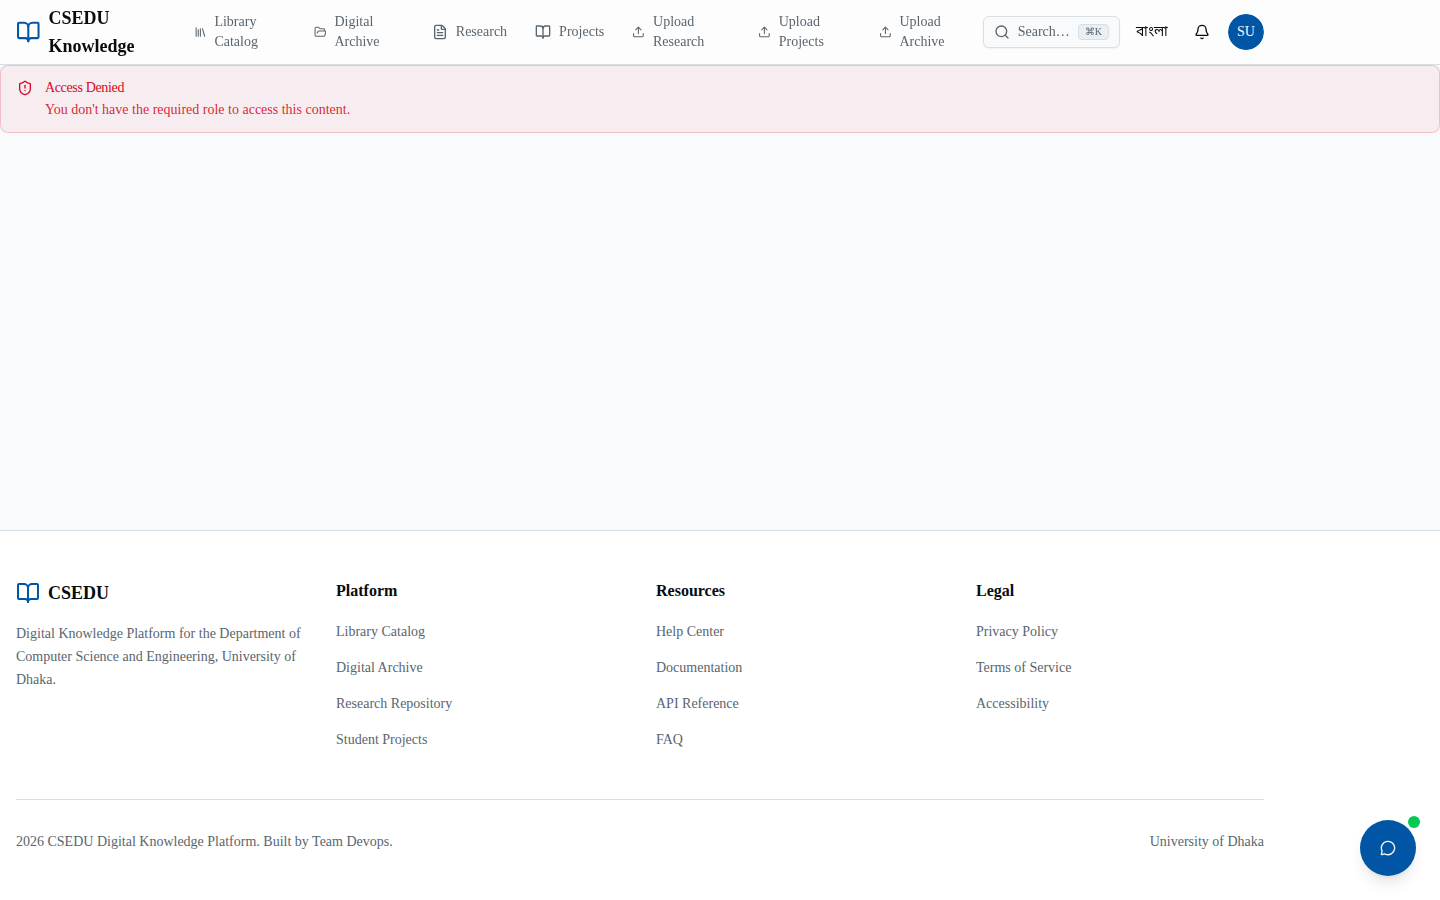 CSEDU
Knowledge
Library
Catalog
Digital
Archive
Research
Projects
Upload
Research
Upload
Projects
Upload
Archive
Search...
⌘K
বাংলা
SU
Access Denied
You don't have the required role to access this content.
CSEDU
Digital Knowledge Platform for the Department of
Computer Science and Engineering, University of
Dhaka.
Platform
Library Catalog
Digital Archive
Research Repository
Student Projects
Resources
Help Center
Documentation
API Reference
FAQ
Legal
Privacy Policy
Terms of Service
Accessibility
2026 CSEDU Digital Knowledge Platform. Built by Team Devops.
University of Dhaka